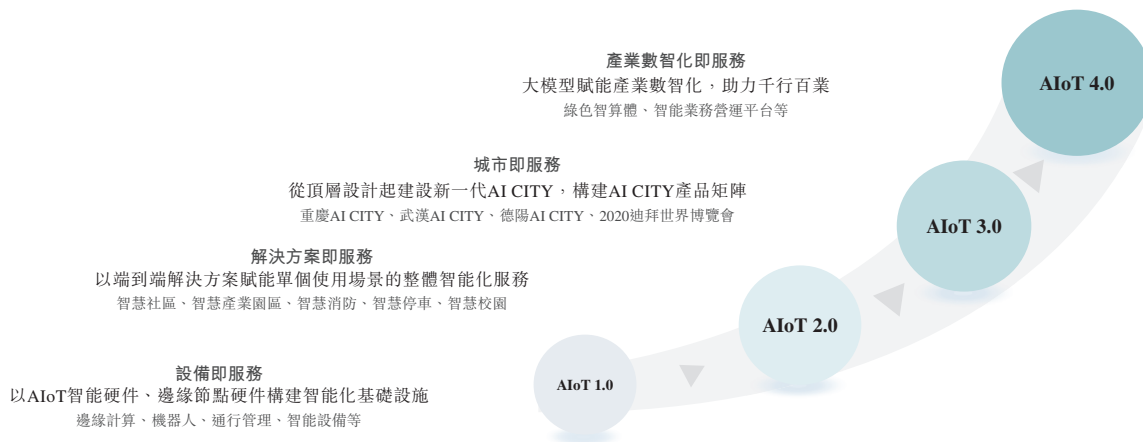 產業數智化即服務
大模型賦能產業數智化，助力千行百業
綠色智算體、智能業務營運平台等
AIoT 4.0
城市即服務
從頂層設計起建設新一代AI CITY，構建AI CITY產品矩陣
重慶AI CITY、武漢AI CITY、德陽AI CITY、2020迪拜世界博覽會
AIoT 3.0
解決方案即服務
以端到端解決方案賦能單個使用場景的整體智能化服務
智慧社區、智慧產業園區、智慧消防、智慧停車、智慧校園
AIoT 2.0
設備即服務
以AIoT智能硬件、邊緣節點硬件構建智能化基礎設施
邊緣計算、機器人、通行管理、智能設備等
AIoT 1.0